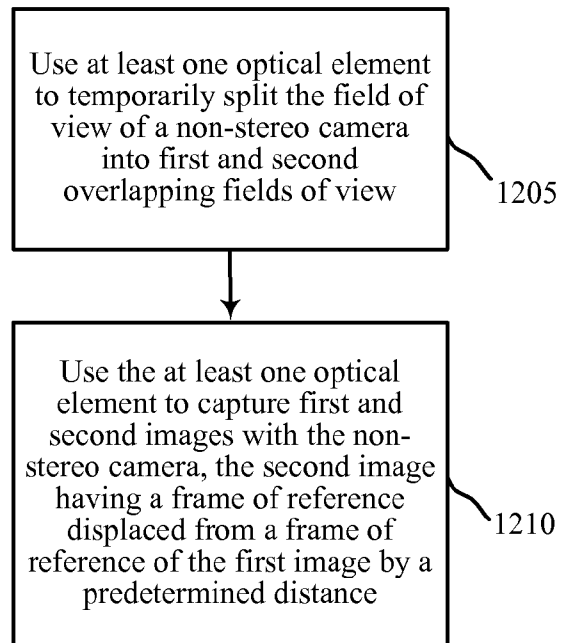 Use at least one optical element
to temporarily split the field of
view of a non-stereo camera
into first and second
overlapping fields of view
1205
Use the at least one optical
element to capture first and
second images with the non-
stereo camera, the second image
having a frame of reference
displaced from a frame of
reference of the first image by a
predetermined distance
1210